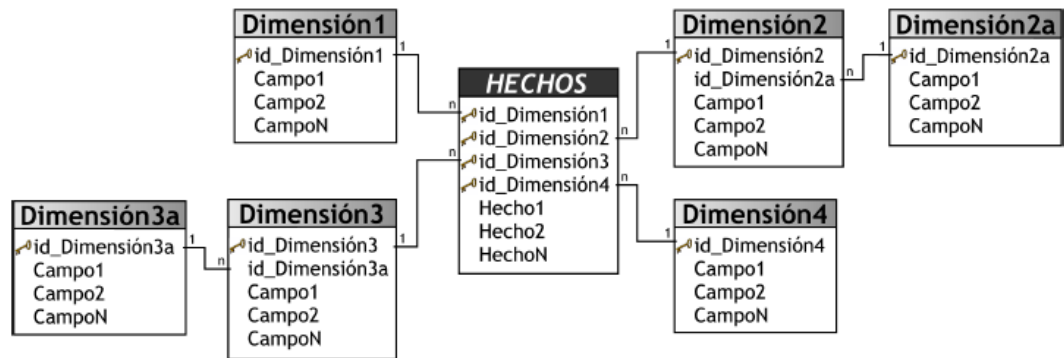 Dimensión1
id_Dimensión1
Campo1
Campo2
CampoN
1
n
HECHOS
id_Dimensión1
id_Dimensión2
id_Dimensión3
id_Dimensión4
Hecho1
Hecho2
HechoN
n
n
n
Dimensión2
id_Dimensión2
id_Dimensión2a
Campo1
Campo2
CampoN
1
n
Dimensión2a
id_Dimensión2a
Campo1
Campo2
CampoN
1
Dimensión3a
id_Dimensión3a
Campo1
Campo2
CampoN
1
n
Dimensión3
id_Dimensión3
id_Dimensión3a
Campo1
Campo2
CampoN
1
Dimensión4
id_Dimensión4
Campo1
Campo2
CampoN
1